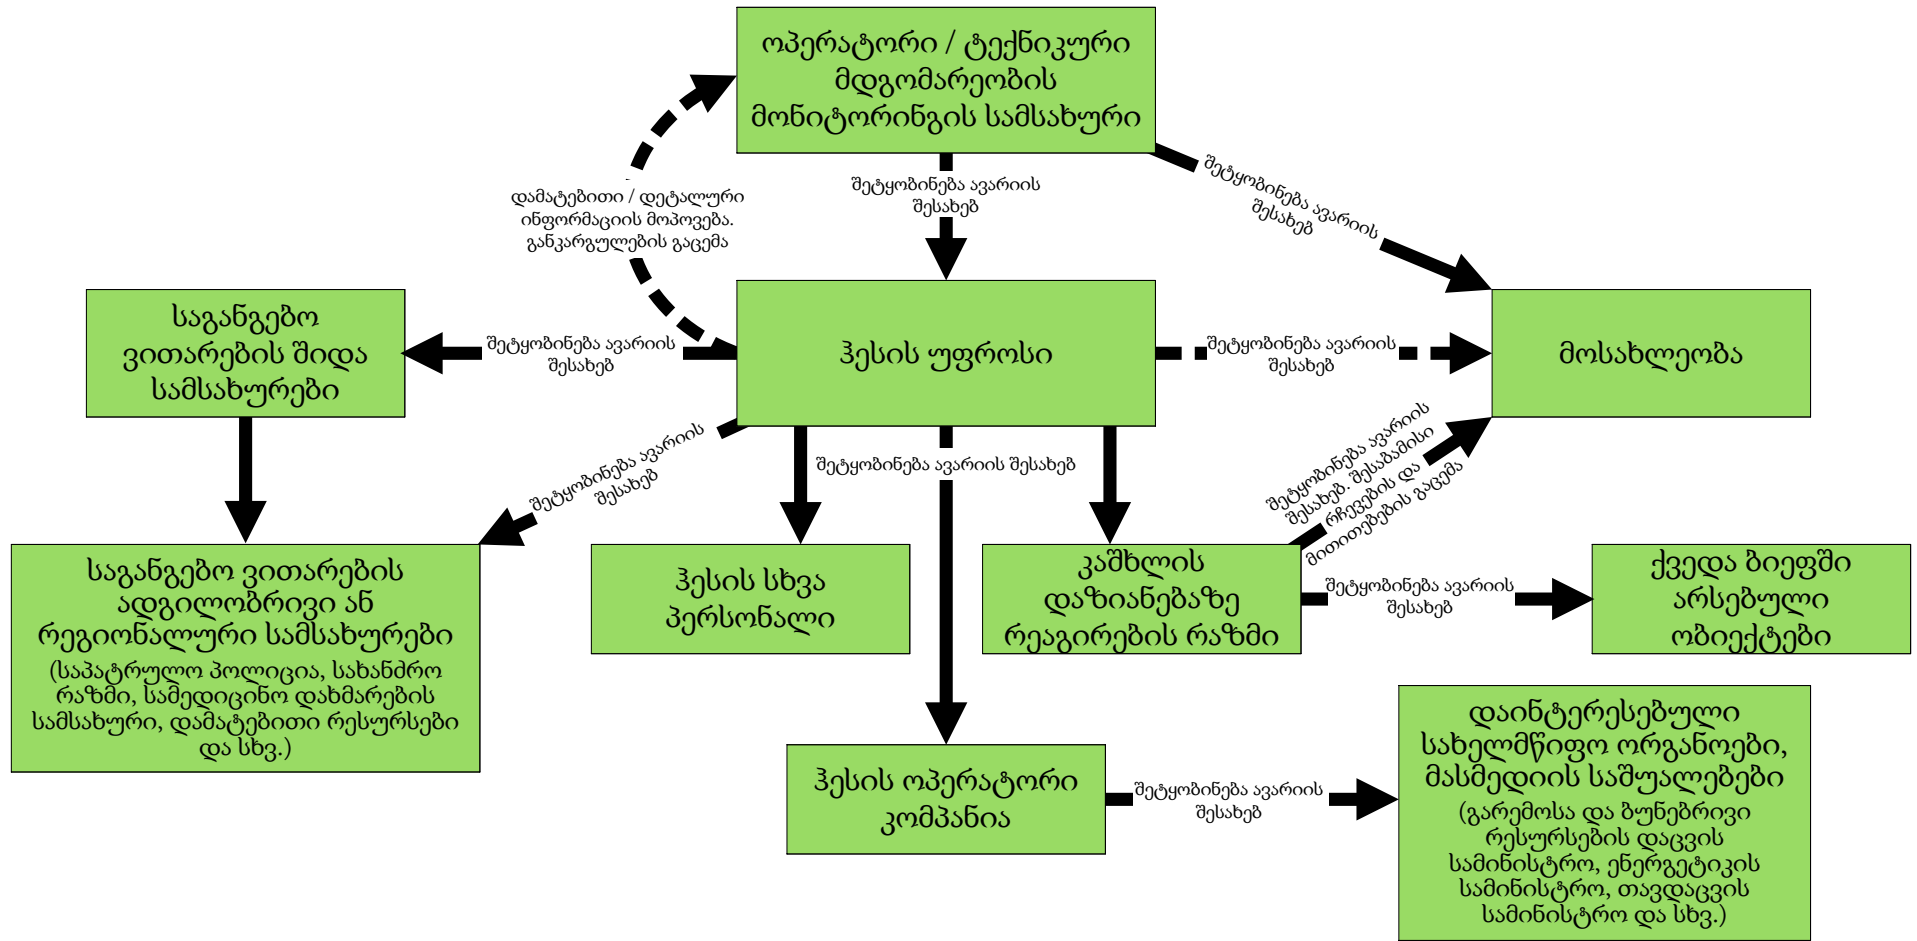 ოპერატორი / ტექნიკური
მდგომარეობის
მონიტორინგის სამსახური
შეტყობინება ავარიის
შესახებ
შეტყობინება ავარიის
შესახებ
დამატებითი / დეტალური
ინფორმაციის მოპოვება.
განკარგულების გაცემა
საგანგებო
ვითარების შიდა
სამსახურები
შეტყობინება ავარიის
შესახებ
ჰესის უფროსი
შეტყობინება ავარიის
შესახებ
მოსახლეობა
შეტყობინება ავარიის
შესახებ
შეტყობინება ავარიის შესახებ
შეტყობინება ავარიის
შესახებ. შესაბამისი
რჩევების და
მითითებების გაცემა
საგანგებო ვითარების
ადგილობრივი ან
რეგიონალური სამსახურები
(საპატრულო პოლიცია, სახანძრო
რაზმი, სამედიცინო დახმარების
სამსახური, დამატებითი რესურსები
და სხვ.)
ჰესის სხვა
პერსონალი
კაშხლის
დაზიანებაზე
რეაგირების რაზმი
შეტყობინება ავარიის
შესახებ
ქვედა ბიეფში
არსებული
ობიექტები
ჰესის ოპერატორი
კომპანია
შეტყობინება ავარიის
შესახებ
დაინტერესებული
სახელმწიფო ორგანოები,
მასმედიის საშუალებები
(გარემოსა და ბუნებრივი
რესურსების დაცვის
სამინისტრო, ენერგეტიკის
სამინისტრო, თავდაცვის
სამინისტრო და სხვ.)